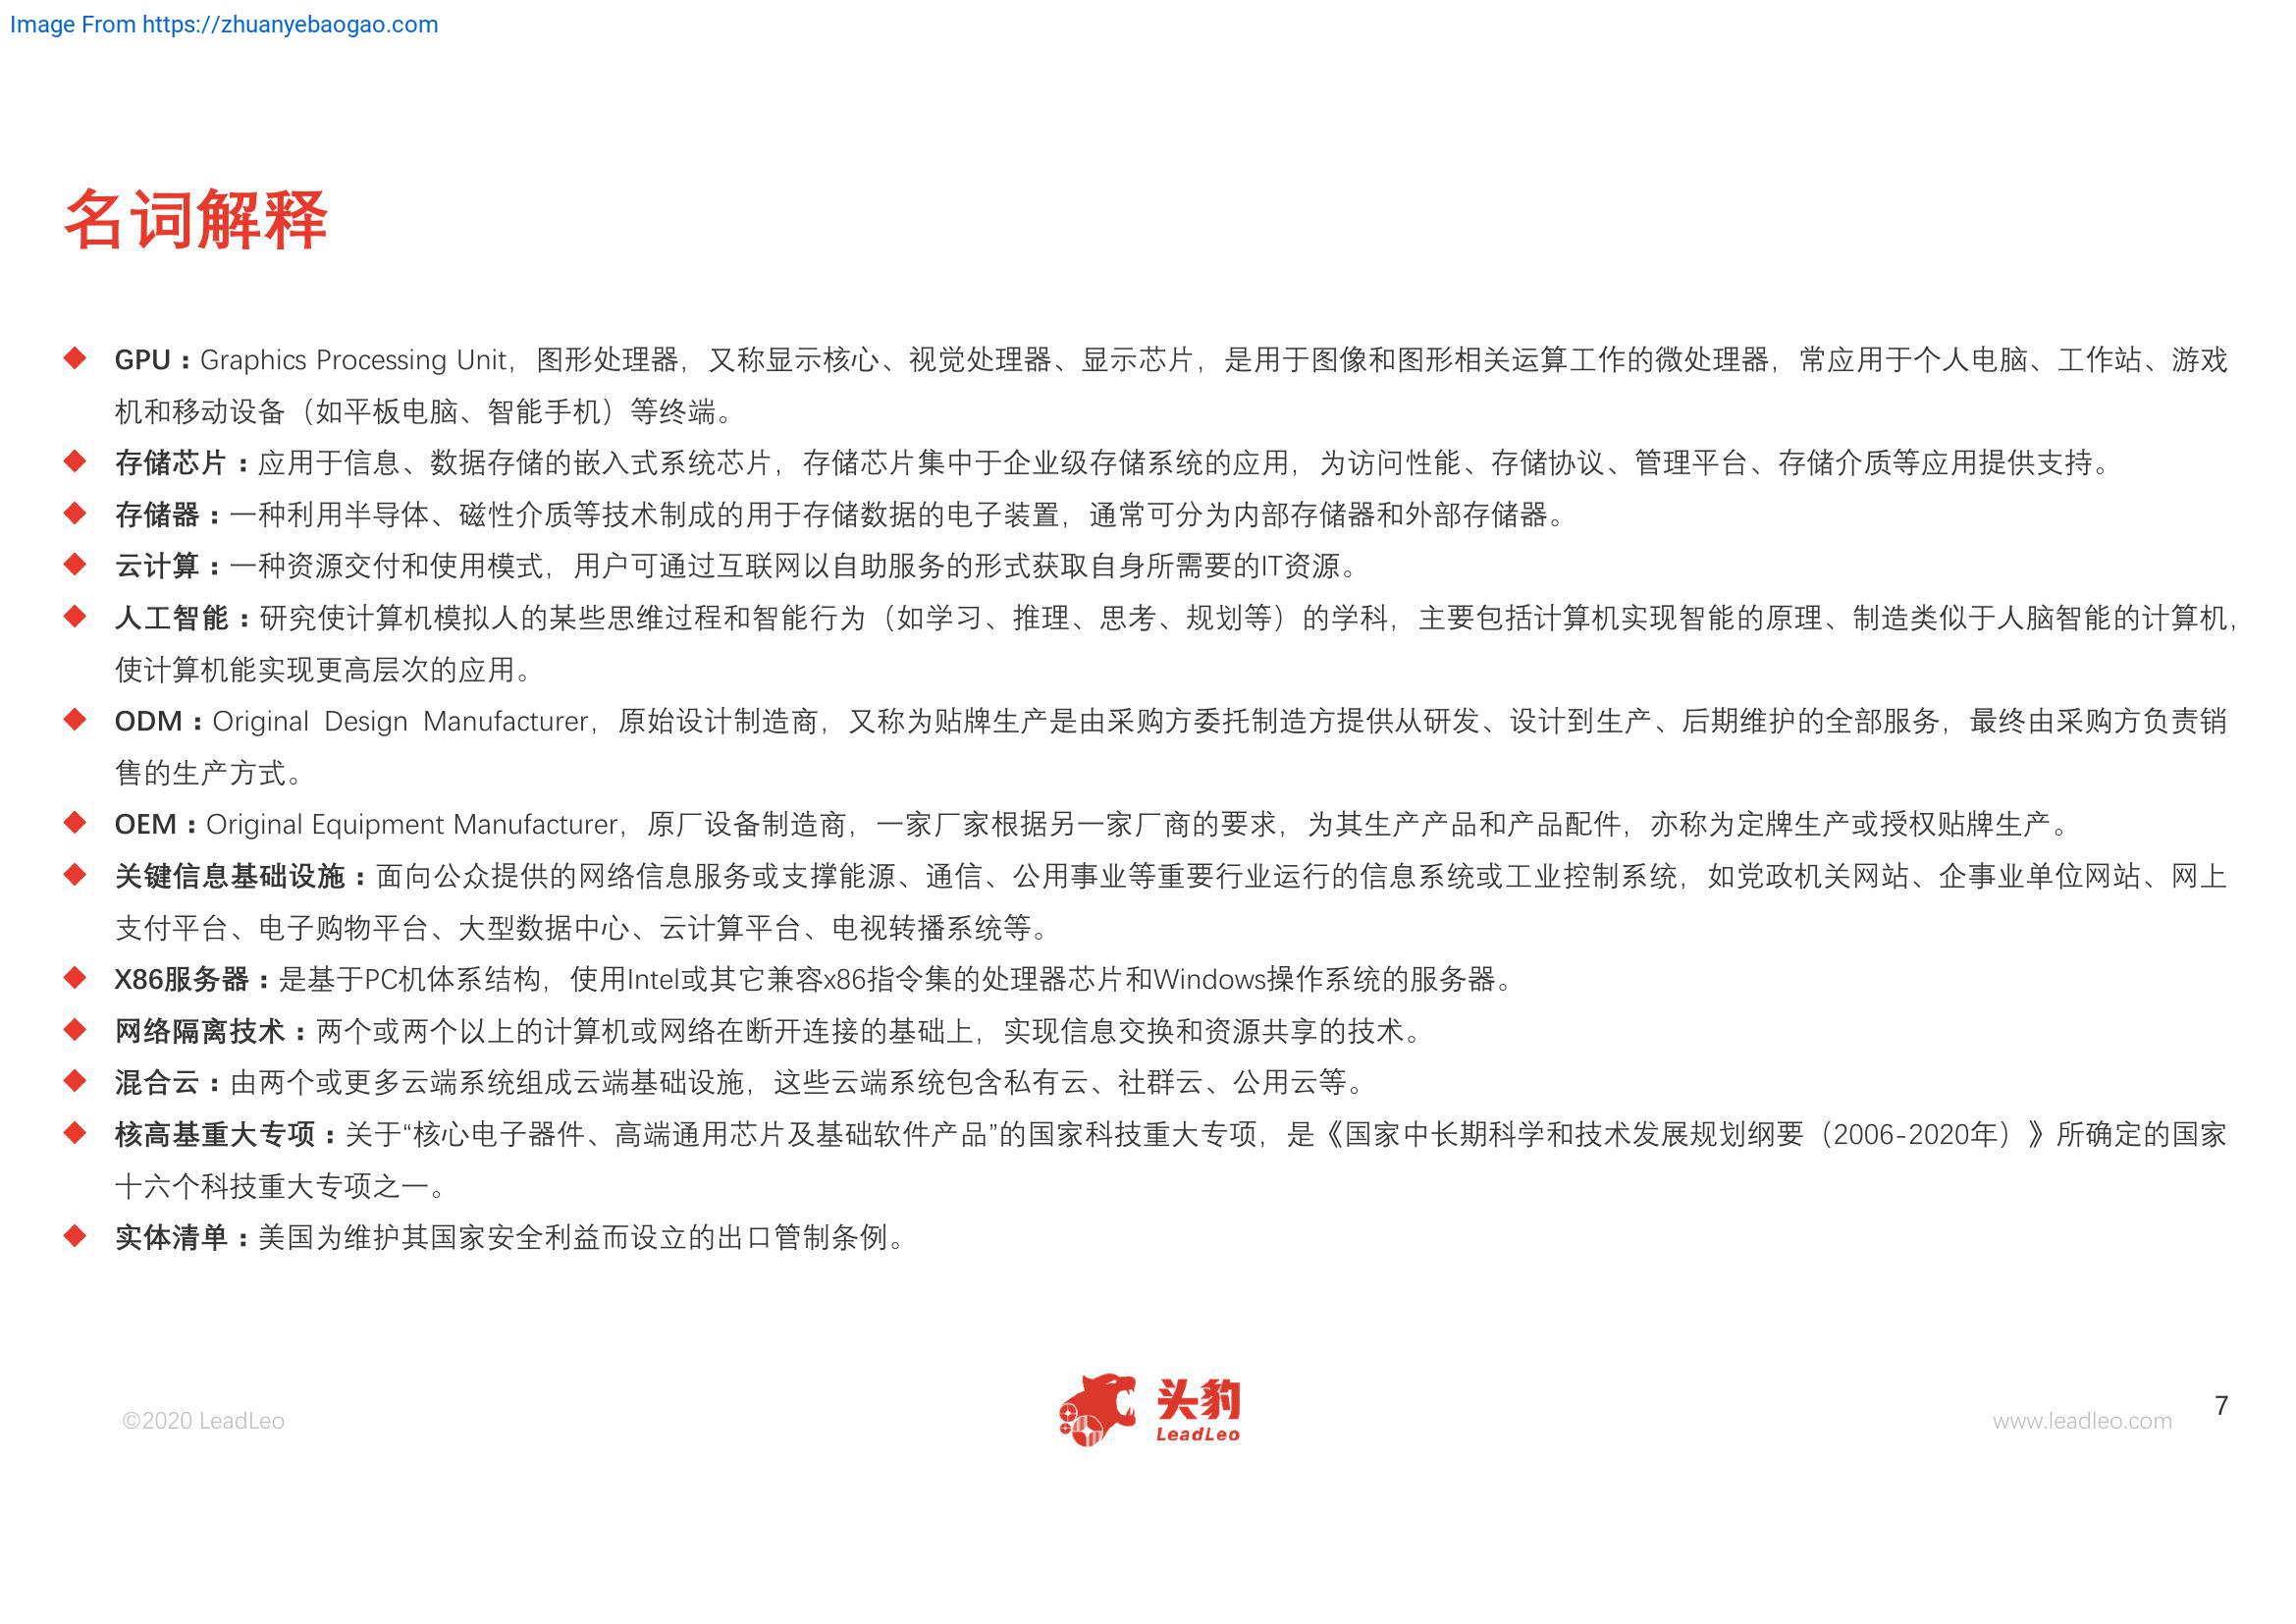 Image From https://zhuanyebaogao.com
名词解释
GPU：Graphics Processing Unit，图形处理器，又称显示核心、视觉处理器、显示芯片，是用于图像和图形相关运算工作的微处理器，常应用于个人电脑、工作站、游戏
机和移动设备（如平板电脑、智能手机）等终端。
存储芯片：应用于信息、数据存储的嵌入式系统芯片，存储芯片集中于企业级存储系统的应用，为访问性能、存储协议、管理平台、存储介质等应用提供支持。
存储器：一种利用半导体、磁性介质等技术制成的用于存储数据的电子装置，通常可分为内部存储器和外部存储器。
云计算：一种资源交付和使用模式，用户可通过互联网以自助服务的形式获取自身所需要的IT资源。
人工智能：研究使计算机模拟人的某些思维过程和智能行为（如学习、推理、思考、规划等）的学科，主要包括计算机实现智能的原理、制造类似于人脑智能的计算机，
使计算机能实现更高层次的应用。
ODM：Original Design Manufacturer，原始设计制造商，又称为贴牌生产是由采购方委托制造方提供从研发、设计到生产、后期维护的全部服务，最终由采购方负责销
售的生产方式。
OEM：Original Equipment Manufacturer，原厂设备制造商，一家厂家根据另一家厂商的要求，为其生产产品和产品配件，亦称为定牌生产或授权贴牌生产。
关键信息基础设施：面向公众提供的网络信息服务或支撑能源、通信、公用事业等重要行业运行的信息系统或工业控制系统，如党政机关网站、企事业单位网站、网上
支付平台、电子购物平台、大型数据中心、云计算平台、电视转播系统等。
X86服务器：是基于PC机体系结构，使用Intel或其它兼容x86指令集的处理器芯片和Windows操作系统的服务器。
网络隔离技术：两个或两个以上的计算机或网络在断开连接的基础上，实现信息交换和资源共享的技术。
混合云：由两个或更多云端系统组成云端基础设施，这些云端系统包含私有云、社群云、公用云等。
核高基重大专项：关于“核心电子器件、高端通用芯片及基础软件产品”的国家科技重大专项，是《国家中长期科学和技术发展规划纲要（2006-2020年）》所确定的国家
十六个科技重大专项之一。
实体清单：美国为维护其国家安全利益而设立的出口管制条例。
©2020 LeadLeo
头豹
LeadLeo
www.leadleo.com
7